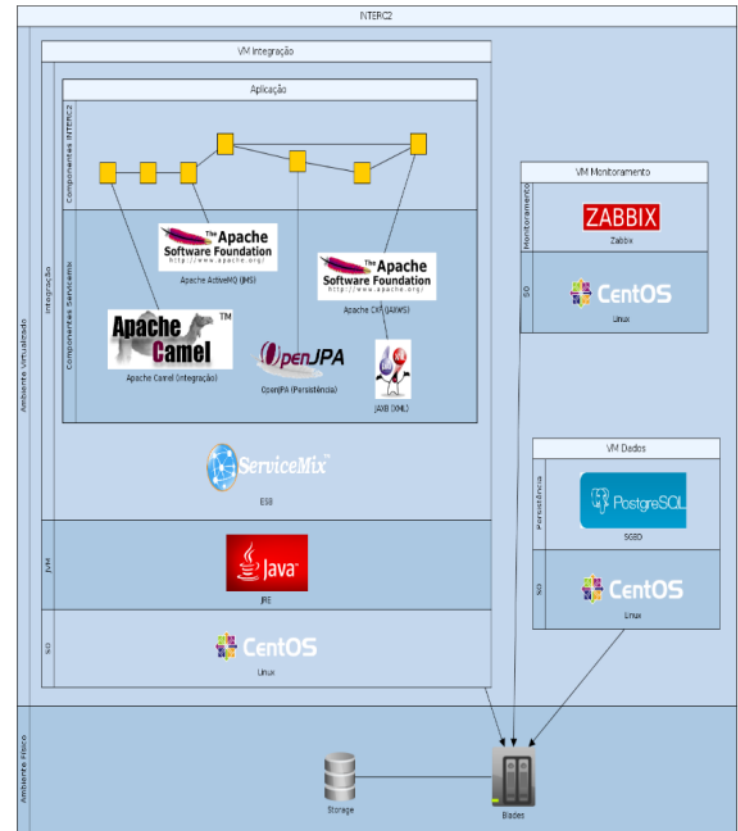 INTERC2
VM Integração
Aplicação
Componentes INTERC2
The Apache
Software Foundation
http://www.apache.org/
Apache ActiveMQ (JMS)
The Apache
Software Foundation
http://www.apache.org/
Apache CXF (JAXWS)
Apache
Camel
TM
Apache Camel (Integração)
OpenJPA
OpenJPA (Persistência)
JAXB (XML)
Componentes Servicemix
Integração
ServiceMix
ESB
JVM
Java
JRE
SO
CentOS
Linux
Ambiente Virtualizado
VM Monitoramento
Monitoramento
ZABBIX
Zabbix
SO
CentOS
Linux
VM Dados
Persistência
PostgreSQL
SGBD
SO
CentOS
Linux
Ambiente Físico
Storage
Blades